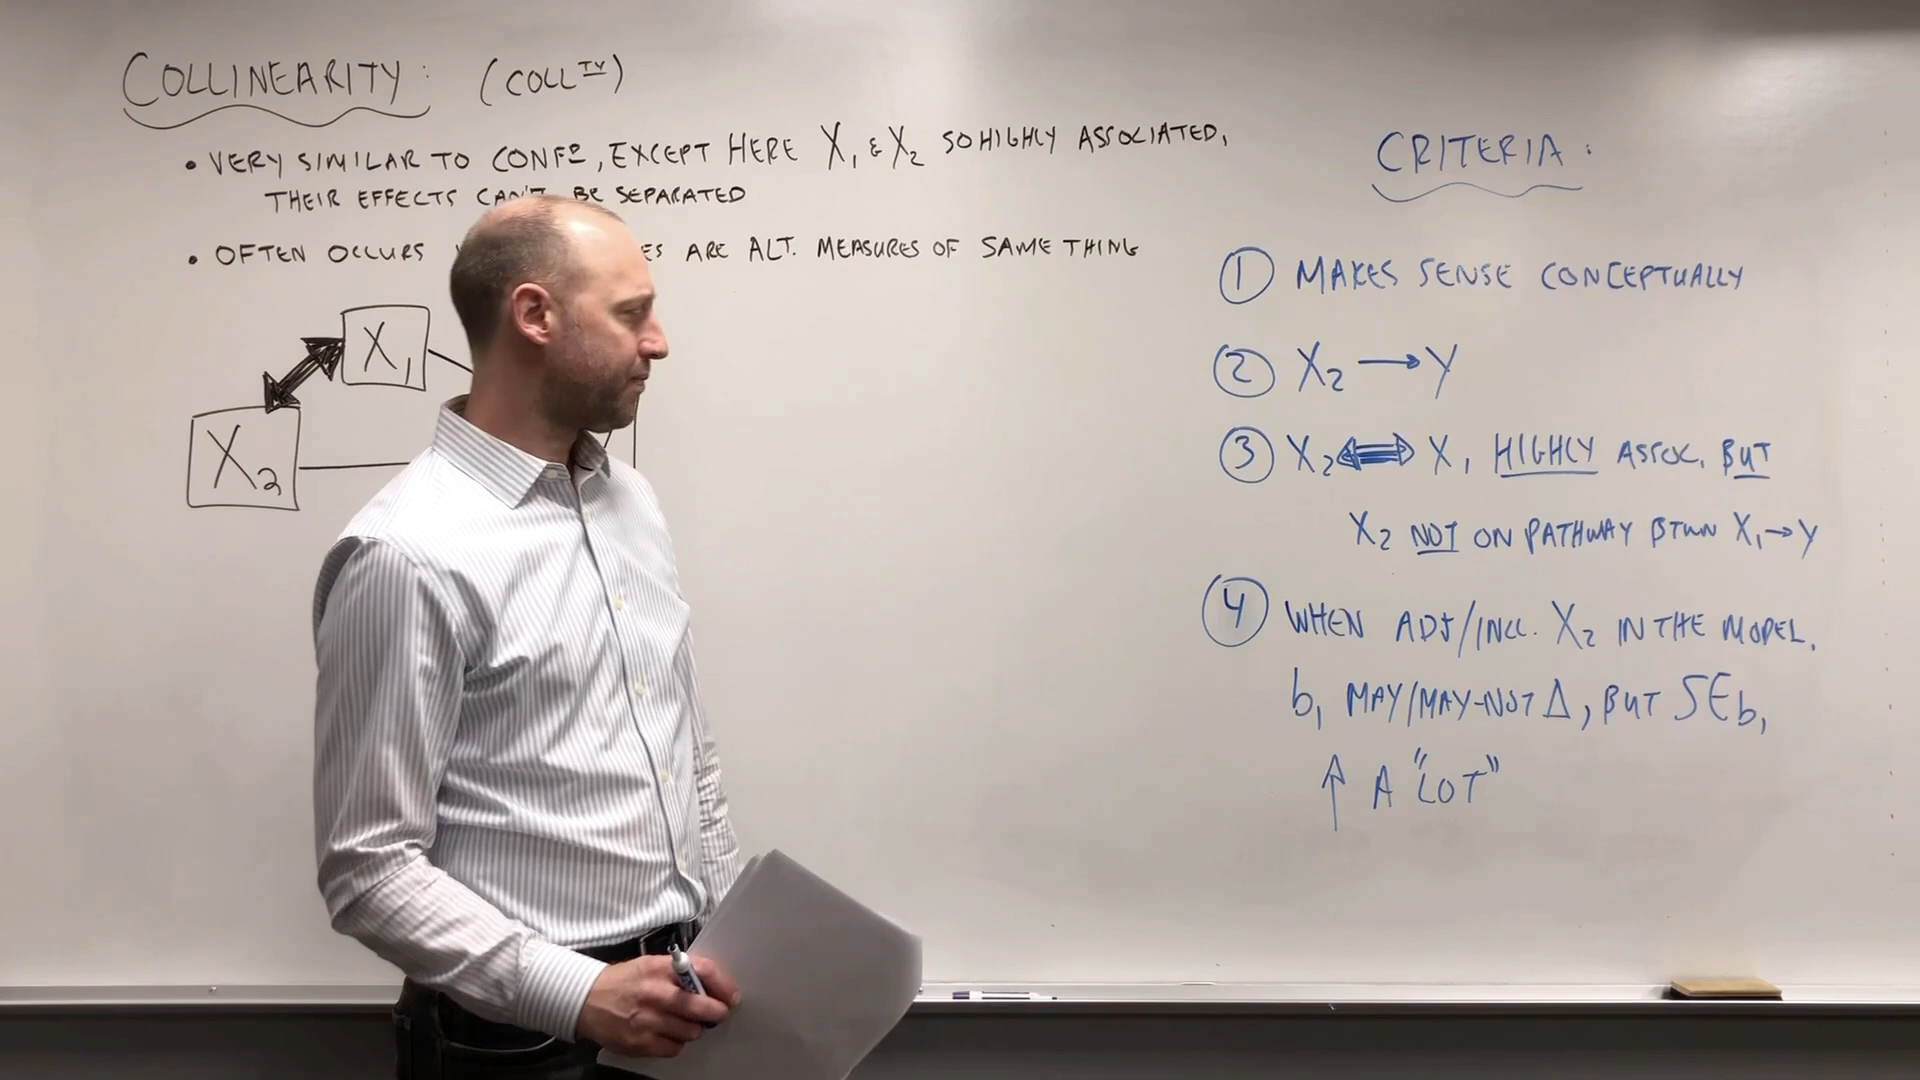 COLLINEARITY: (COLL TY)
• VERY SIMILAR TO CONF, EXCEPT HERE X1 & X2 SO HIGHLY ASSOCIATED,
THEIR EFFECTS CAN'T BE SEPARATED
• OFTEN OCCURS ARE ALT. MEASURES OF SAME THING
X1
X2
CRITERIA:
① MAKES SENSE CONCEPTUALLY
② X2 → Y
③ X2 ⟺ X1 HIGHLY ASSOC, BUT
X2 NOT ON PATHWAY BTWN X1 → Y
④ WHEN ADJ/INCL. X2 IN THE MODEL,
b1 MAY/MAY-NOT Δ, BUT SEb1
↑ A "LOT"